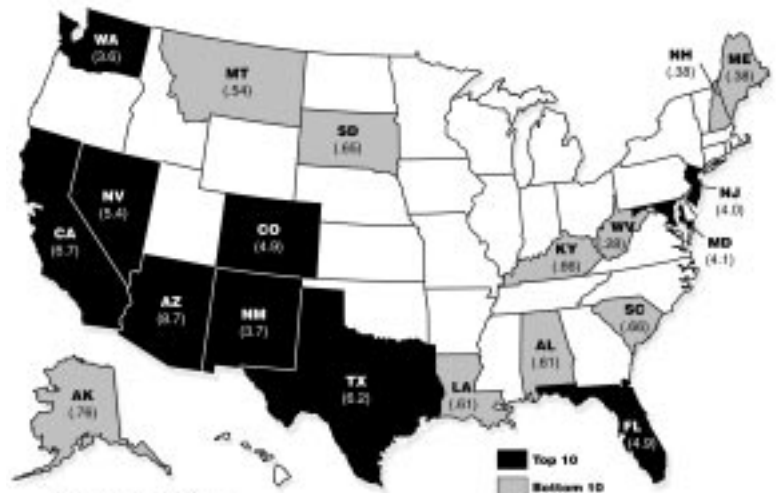 WA
(3.6)
MT
(.54)
NH
(.38)
ME
(.38)
SD
(.65)
NV
(5.4)
CO
(4.9)
NJ
(4.0)
CA
(6.7)
WV
MD
(4.1)
KY
AZ
(8.7)
NM
(3.7)
SC
(.66)
AL
(.61)
AK
(.76)
TX
(6.2)
LA
(.61)
FL
(4.9)
Top 10
Bottom 10